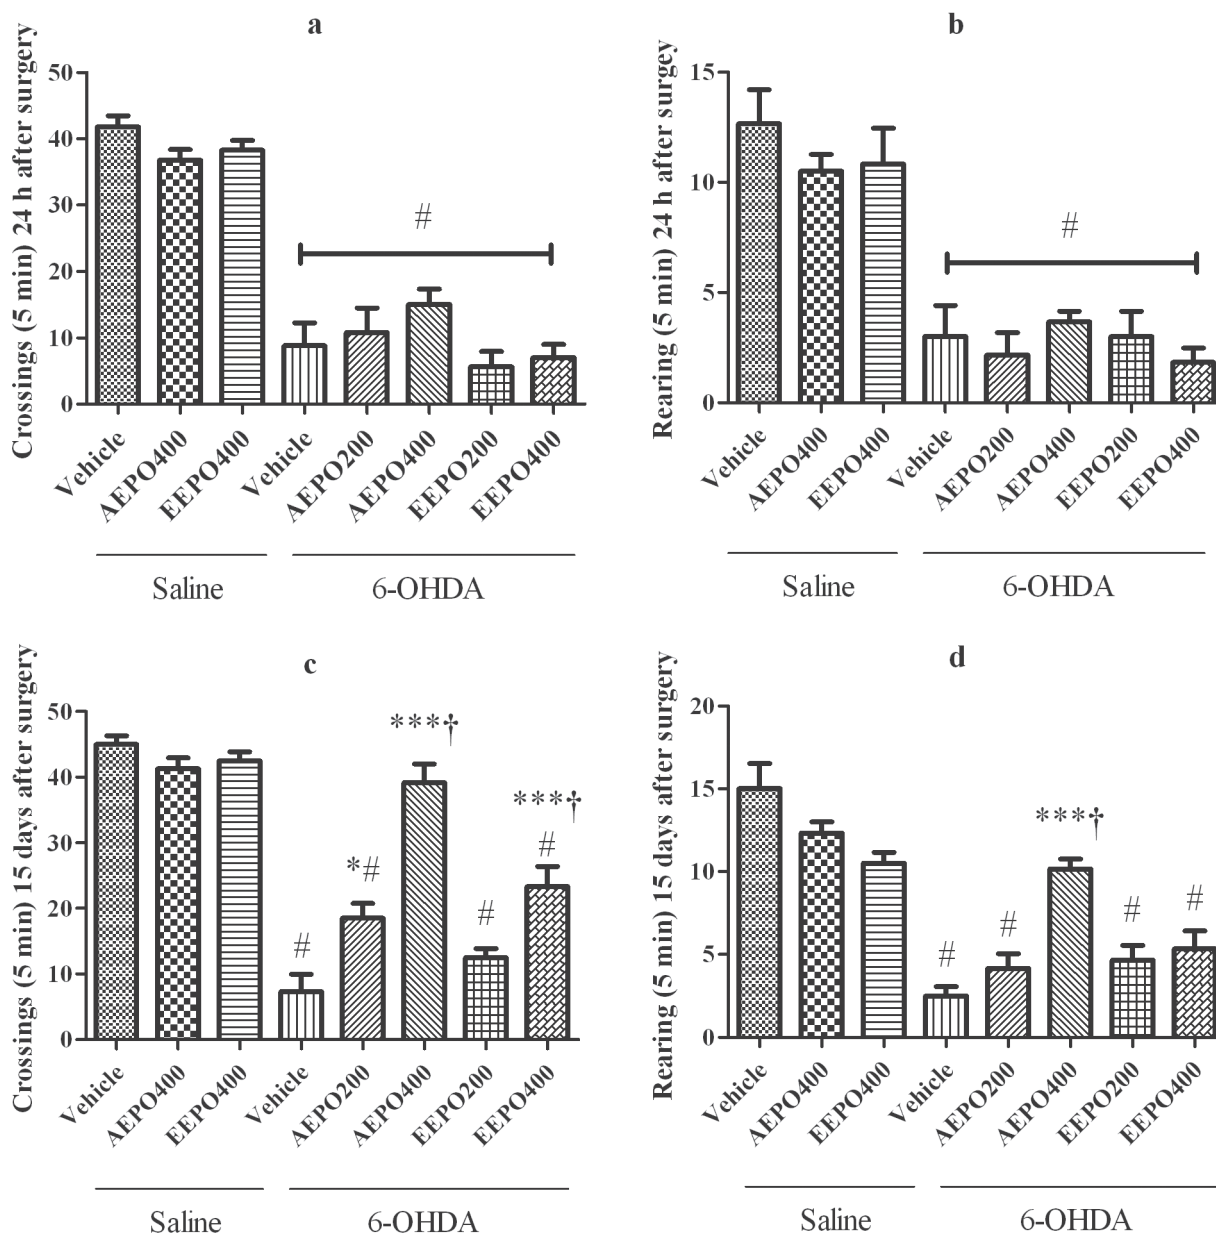 a
Crossings (5 min) 24 h after surgery
50
40
30
20
10
0
#
Vehicle
AEPO400
EEPO400
Vehicle
AEPO200
AEPO400
EEPO200
EEPO400
Saline
6-OHDA
b
Rearing (5 min) 24 h after surgey
15
10
5
0
#
Vehicle
AEPO400
EEPO400
Vehicle
AEPO200
AEPO400
EEPO200
EEPO400
Saline
6-OHDA
c
Crossings (5 min) 15 days after surgery
50
40
30
20
10
0
#
*#
***†
#
***†
#
Vehicle
AEPO400
EEPO400
Vehicle
AEPO200
AEPO400
EEPO200
EEPO400
Saline
6-OHDA
d
Rearing (5 min) 15 days after surgey
20
15
10
5
0
#
#
***†
#
#
Vehicle
AEPO400
EEPO400
Vehicle
AEPO200
AEPO400
EEPO200
EEPO400
Saline
6-OHDA